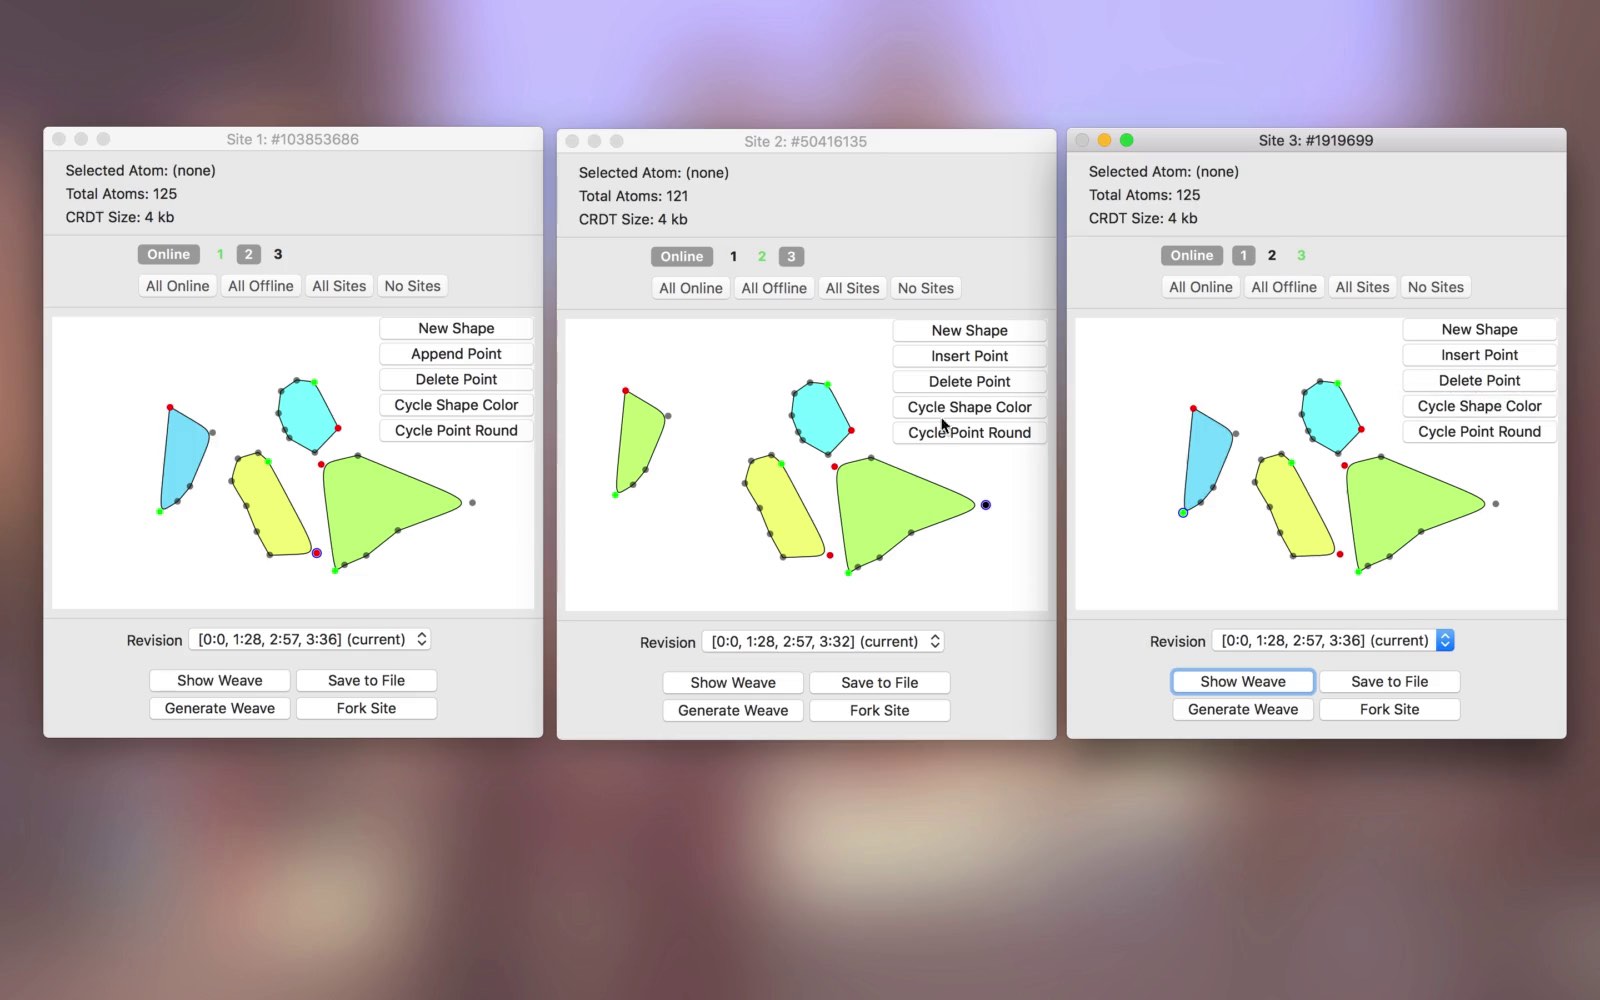 Site 1: #103853686
Selected Atom: (none)
Total Atoms: 125
CRDT Size: 4 kb
Online 1 2 3
All Online All Offline All Sites No Sites
New Shape
Append Point
Delete Point
Cycle Shape Color
Cycle Point Round
Revision [0:0, 1:28, 2:57, 3:36] (current)
Show Weave Save to File
Generate Weave Fork Site
Site 2: #50416135
Selected Atom: (none)
Total Atoms: 121
CRDT Size: 4 kb
Online 1 2 3
All Online All Offline All Sites No Sites
New Shape
Insert Point
Delete Point
Cycle Shape Color
Cycle Point Round
Revision [0:0, 1:28, 2:57, 3:32] (current)
Show Weave Save to File
Generate Weave Fork Site
Site 3: #1919699
Selected Atom: (none)
Total Atoms: 125
CRDT Size: 4 kb
Online 1 2 3
All Online All Offline All Sites No Sites
New Shape
Insert Point
Delete Point
Cycle Shape Color
Cycle Point Round
Revision [0:0, 1:28, 2:57, 3:36] (current)
Show Weave Save to File
Generate Weave Fork Site